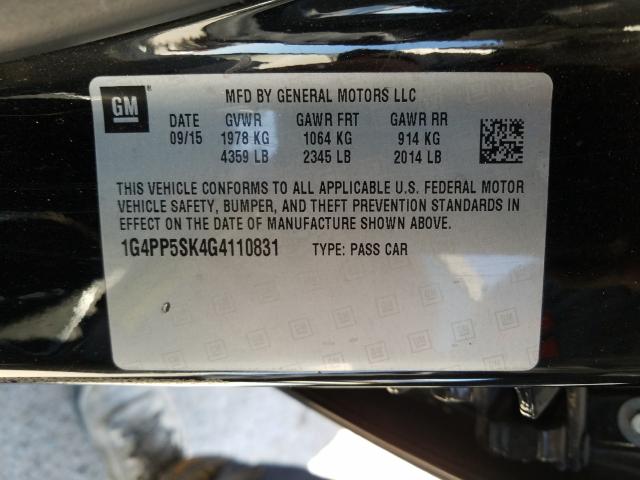 GM ®
MFD BY GENERAL MOTORS LLC
DATE GVWR GAWR FRT GAWR RR
09/15 1978 KG 1064 KG 914 KG
4359 LB 2345 LB 2014 LB
THIS VEHICLE CONFORMS TO ALL APPLICABLE U.S. FEDERAL MOTOR
VEHICLE SAFETY, BUMPER, AND THEFT PREVENTION STANDARDS IN
EFFECT ON THE DATE OF MANUFACTURE SHOWN ABOVE.
1G4PP5SK4G4110831 TYPE: PASS CAR